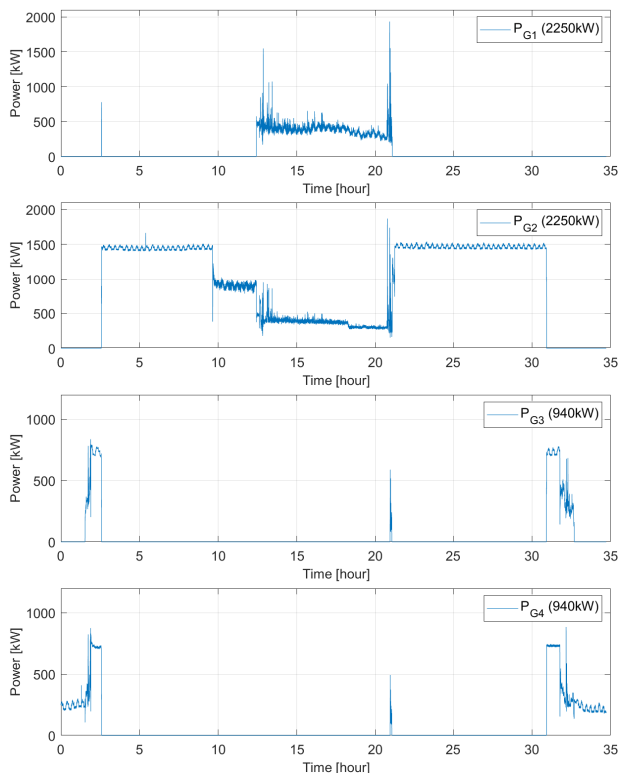 2000
1500
1000
500
0
Power [kW]
P_G1 (2250kW)
0 5 10 15 20 25 30 35
Time [hour]
2000
1500
1000
500
0
Power [kW]
P_G2 (2250kW)
0 5 10 15 20 25 30 35
Time [hour]
1000
500
0
Power [kW]
P_G3 (940kW)
0 5 10 15 20 25 30 35
Time [hour]
1000
500
0
Power [kW]
P_G4 (940kW)
0 5 10 15 20 25 30 35
Time [hour]